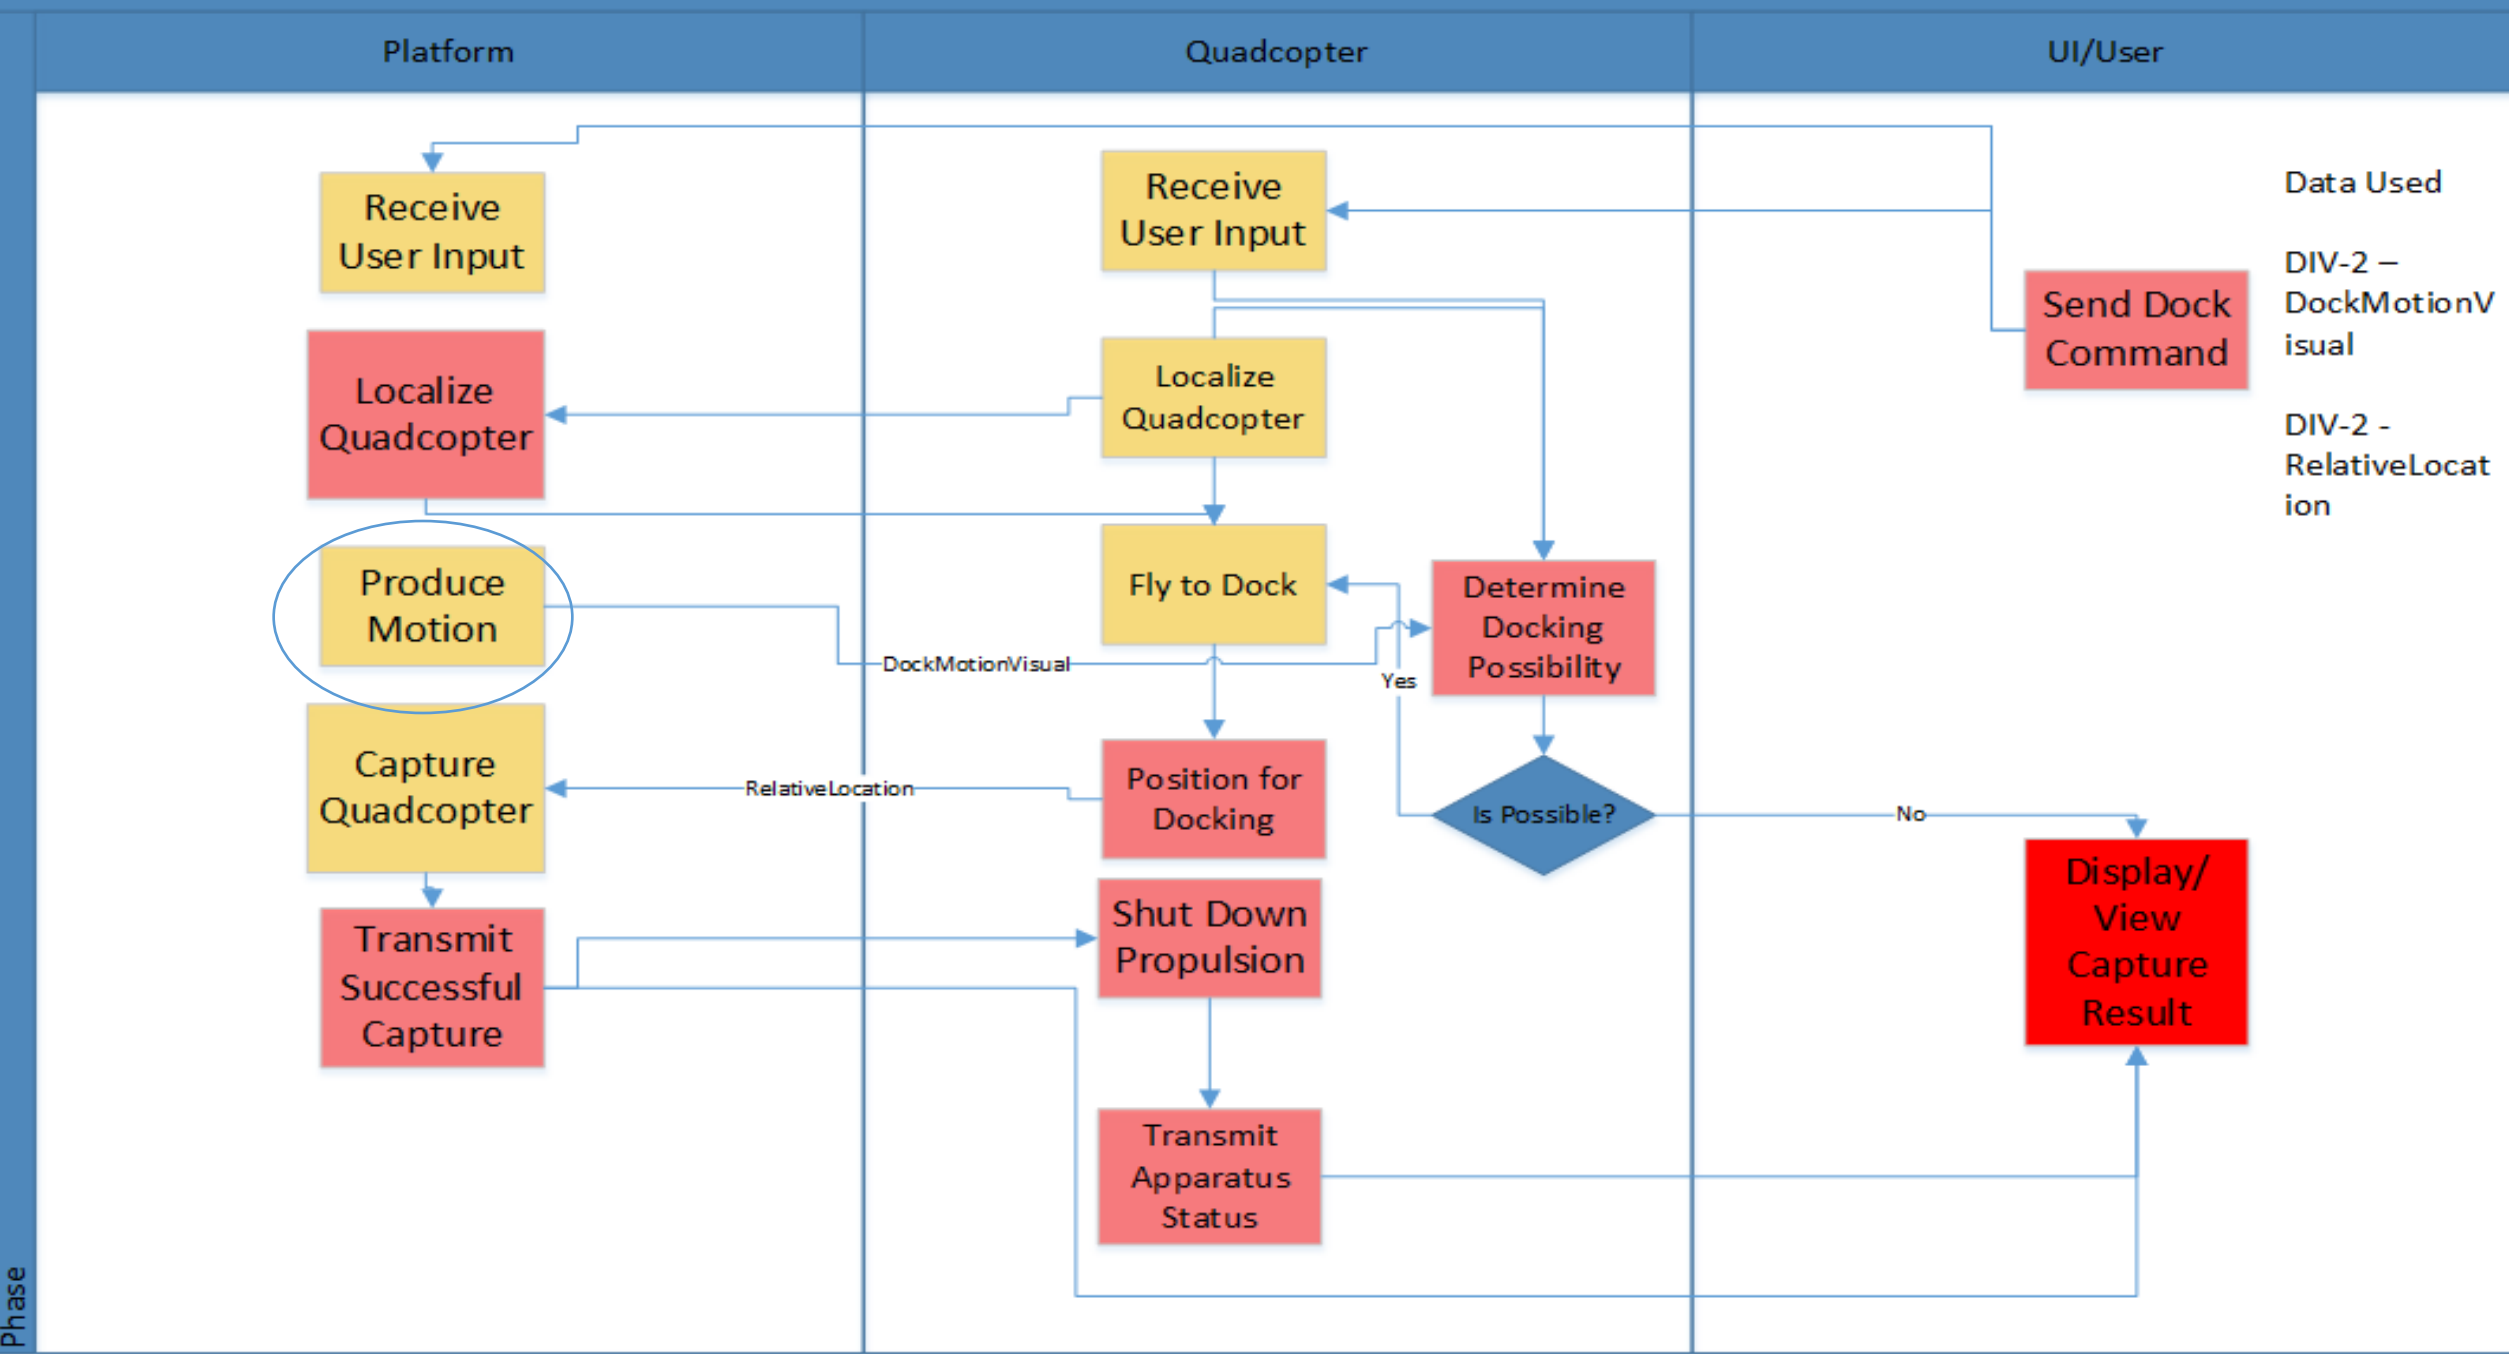 Platform
Quadcopter
UI/User
Receive
User Input
Localize
Quadcopter
Produce
Motion
Capture
Quadcopter
Transmit
Successful
Capture
Receive
User Input
Localize
Quadcopter
Fly to Dock
DockMotionVisual
Determine
Docking
Possibility
Yes
Position for
Docking
RelativeLocation
Is Possible?
No
Shut Down
Propulsion
Transmit
Apparatus
Status
Send Dock
Command
Data Used
DIV-2 –
DockMotionV
isual
DIV-2 -
RelativeLocat
ion
Display/
View
Capture
Result
Phase